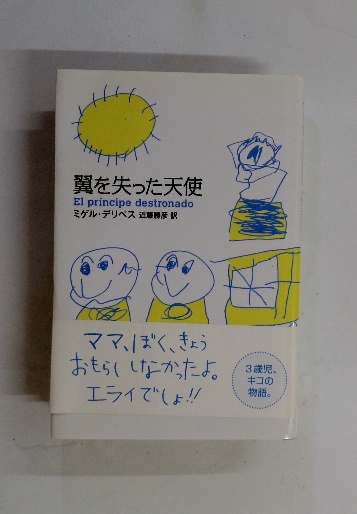 翼を失った天使
El príncipe destronado
ミゲル・デリベス 近藤勝彦 訳
ママ、ぼく、きょう
おもらししなかったよ。
エライでしょ!!
3歳児、
キコの
物語。